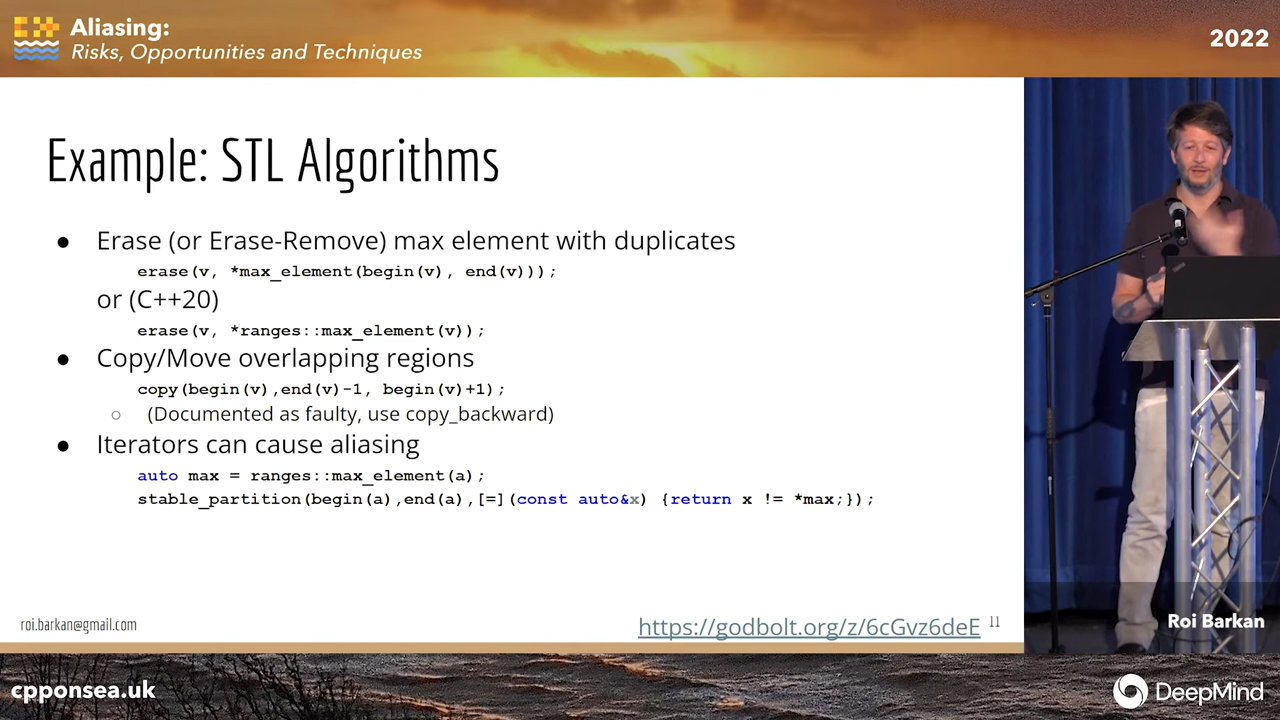 Aliasing:
Risks, Opportunities and Techniques
2022
Example: STL Algorithms
● Erase (or Erase-Remove) max element with duplicates
erase(v, *max_element(begin(v), end(v)));
or (C++20)
erase(v, *ranges::max_element(v));
● Copy/Move overlapping regions
copy(begin(v),end(v)-1, begin(v)+1);
○ (Documented as faulty, use copy_backward)
● Iterators can cause aliasing
auto max = ranges::max_element(a);
stable_partition(begin(a),end(a),[=](const auto&x) {return x != *max;});
roi.barkan@gmail.com
https://godbolt.org/z/6cGvz6deE 11
Roi Barkan
cpponsea.uk
DeepMind